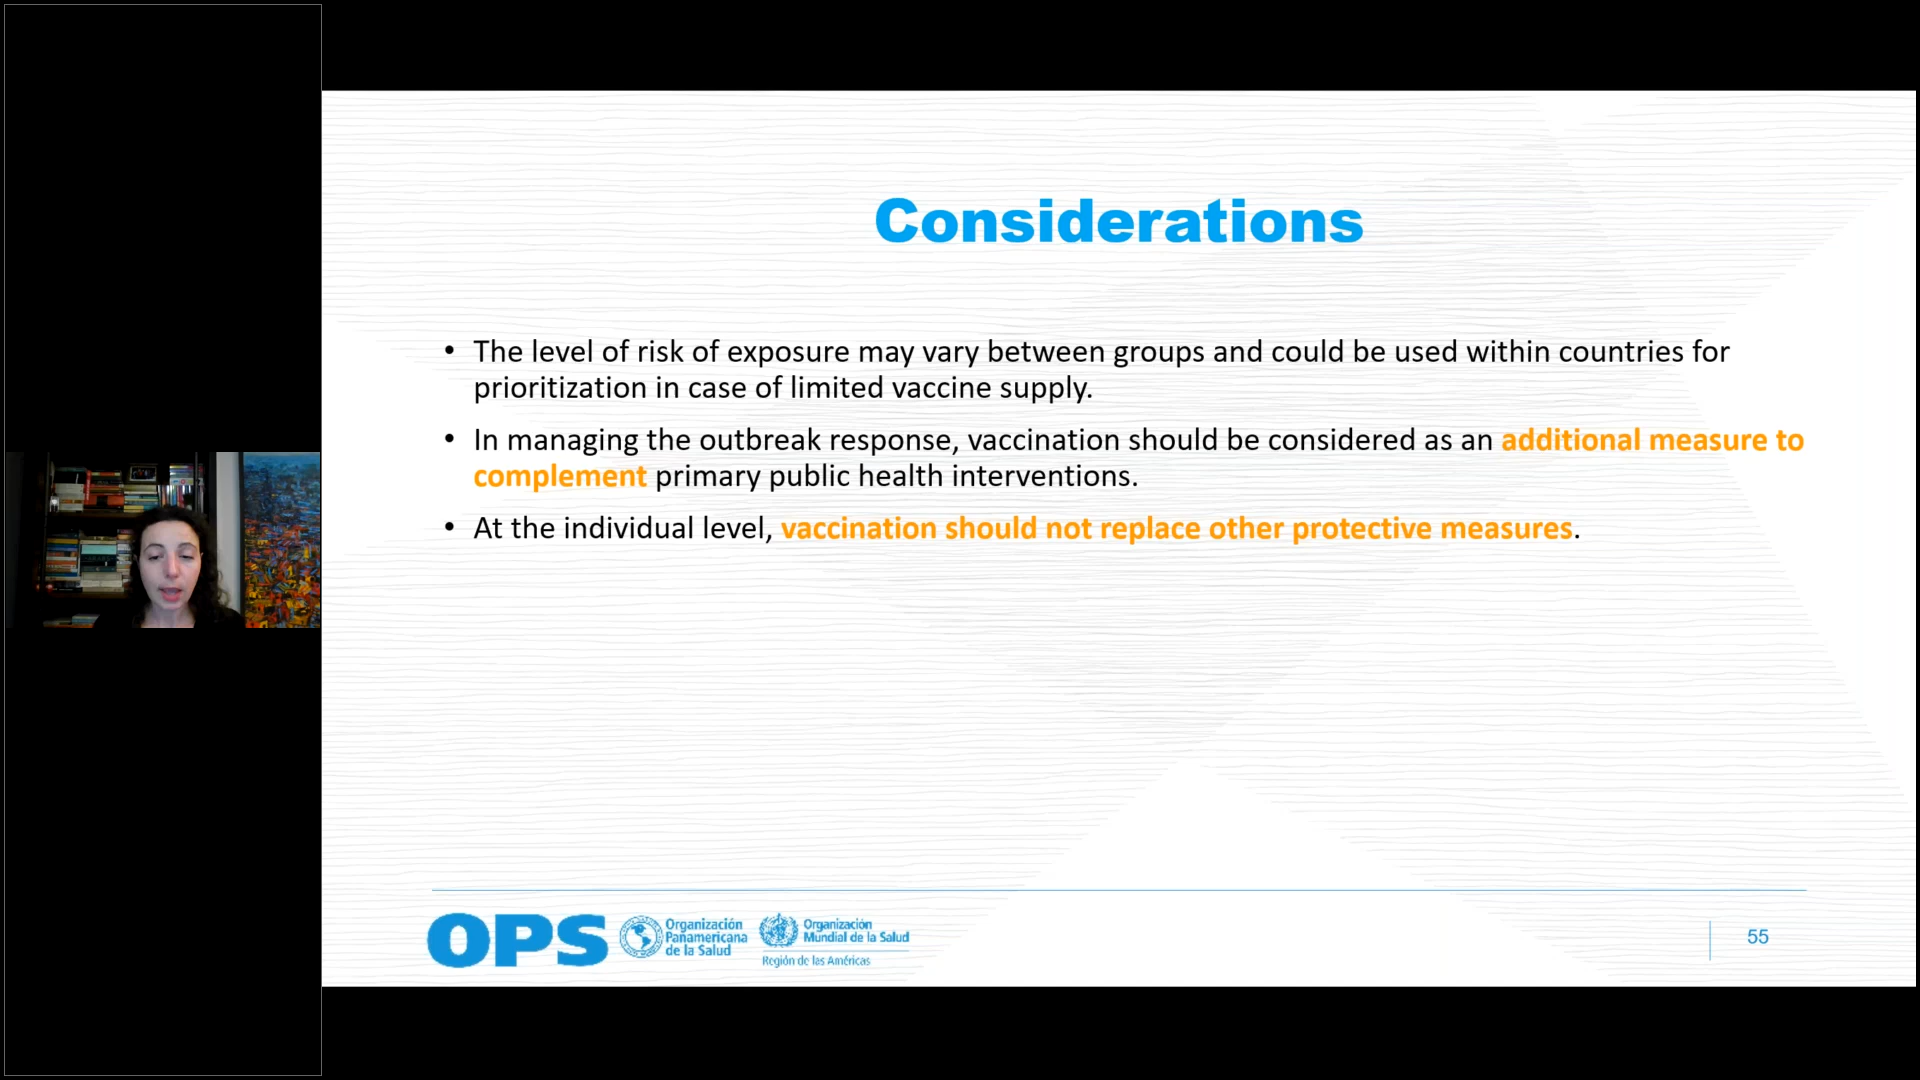 Considerations
• The level of risk of exposure may vary between groups and could be used within countries for
prioritization in case of limited vaccine supply.
• In managing the outbreak response, vaccination should be considered as an additional measure to
complement primary public health interventions.
• At the individual level, vaccination should not replace other protective measures.
OPS
Organización
Panamericana
de la Salud
Organización
Mundial de la Salud
Región de las Américas
55